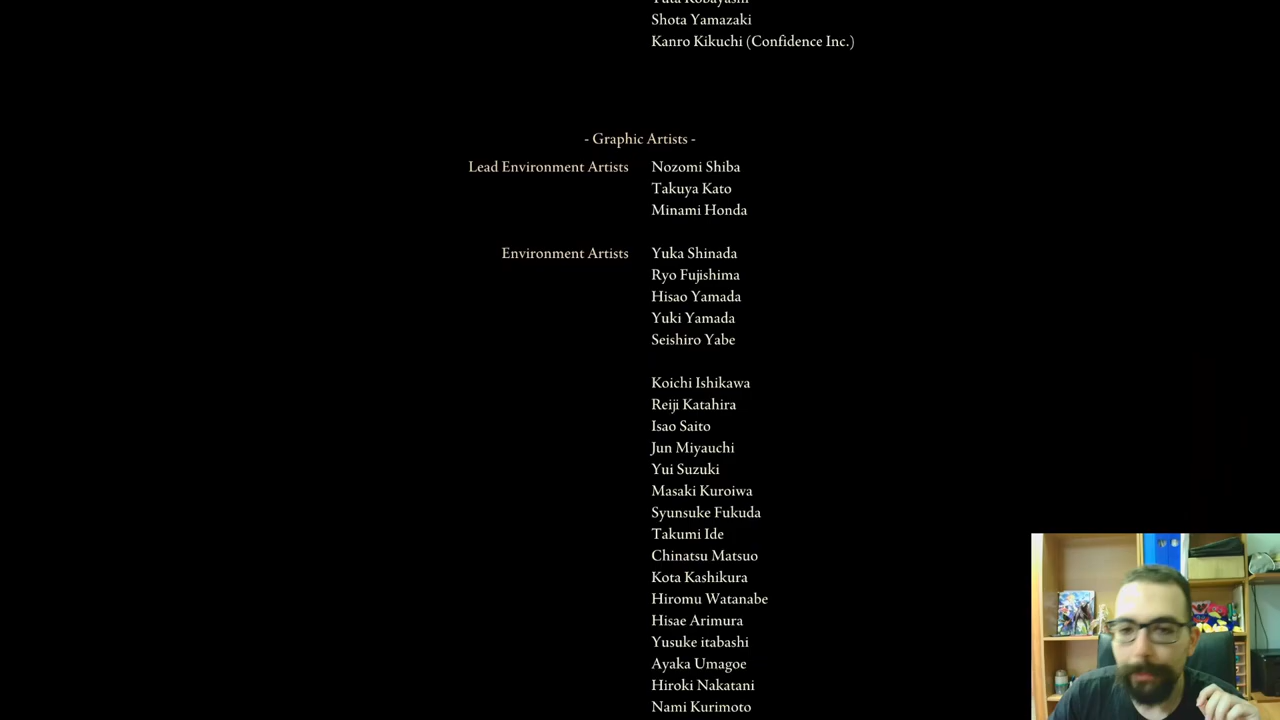 Yuta Kobayashi
Shota Yamazaki
Kanro Kikuchi (Confidence Inc.)
- Graphic Artists -
Lead Environment Artists Nozomi Shiba
Takuya Kato
Minami Honda
Environment Artists Yuka Shinada
Ryo Fujishima
Hisao Yamada
Yuki Yamada
Seishiro Yabe
Koichi Ishikawa
Reiji Katahira
Isao Saito
Jun Miyauchi
Yui Suzuki
Masaki Kuroiwa
Syunsuke Fukuda
Takumi Ide
Chinatsu Matsuo
Kota Kashikura
Hiromu Watanabe
Hisae Arimura
Yusuke itabashi
Ayaka Umagoe
Hiroki Nakatani
Nami Kurimoto